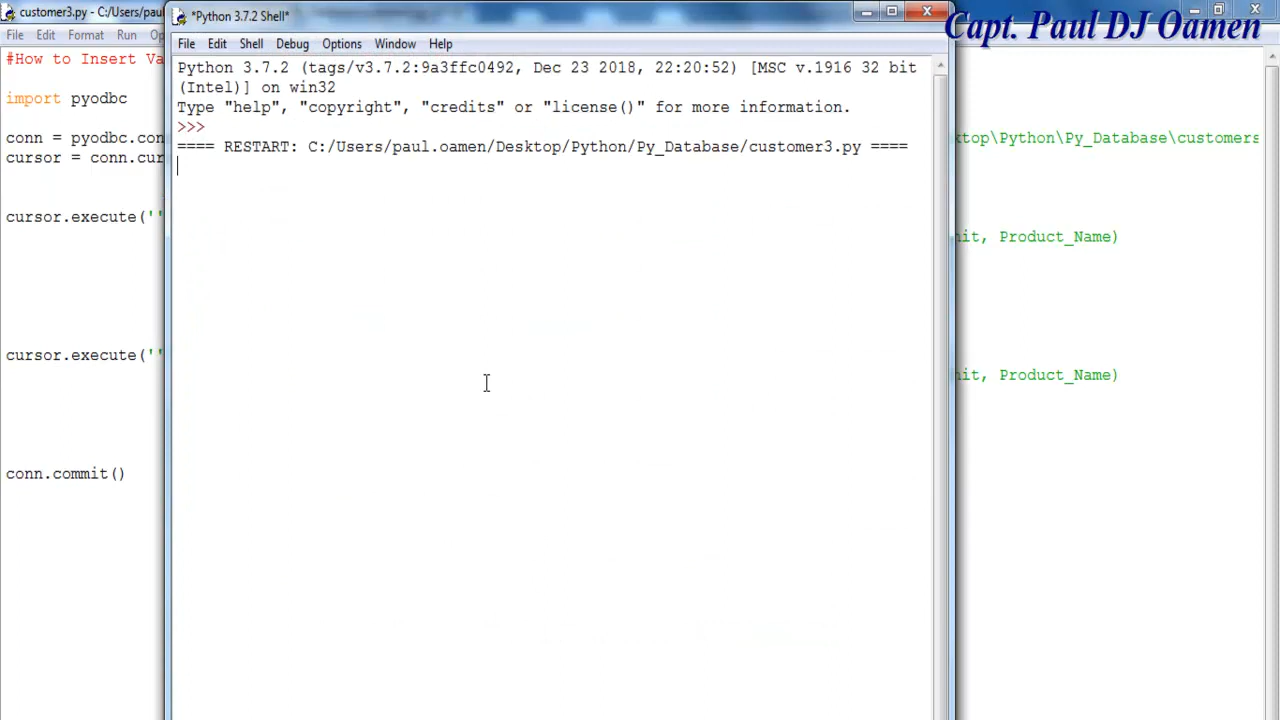 customer3.py - C:/Users/pau
*Python 3.7.2 Shell*
Capt. Paul DJ Oamen
File Edit Format Run
File Edit Shell Debug Options Window Help
#How to Insert Va
import pyodbc
conn = pyodbc.con
cursor = conn.cur
cursor.execute(''
cursor.execute(''
conn.commit()
Python 3.7.2 (tags/v3.7.2:9a3ffc0492, Dec 23 2018, 22:20:52) [MSC v.1916 32 bit
(Intel)] on win32
Type "help", "copyright", "credits" or "license()" for more information.
>>>
==== RESTART: C:/Users/paul.oamen/Desktop/Python/Py_Database/customer3.py ====
ktop\Python\Py_Database\customers
nit, Product_Name)
nit, Product_Name)